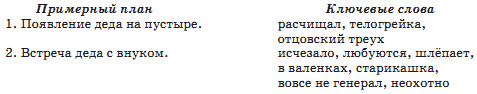 Примерный план Ключевые слова
1. Появление деда на пустыре. расчищал, телогрейка,
отцовский треух
2. Встреча деда с внуком. исчезало, любуются, шлёпает,
в валенках, старикашка,
вовсе не генерал, неохотно